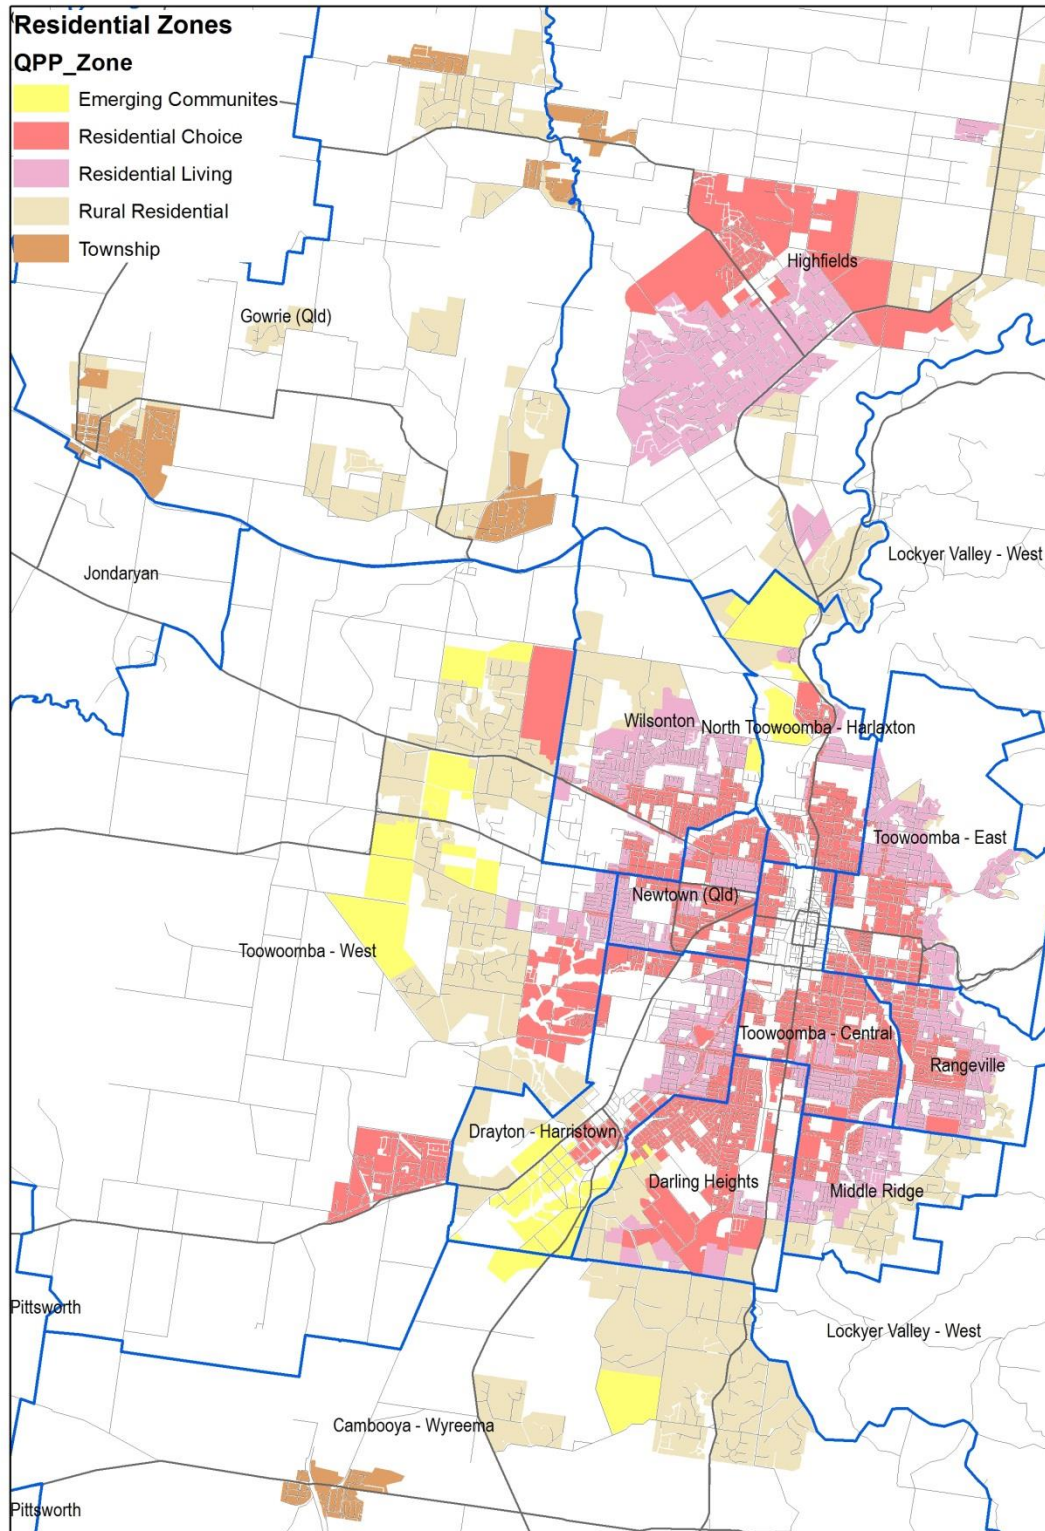 Residential Zones
QPP_Zone
Emerging Communites
Residential Choice
Residential Living
Rural Residential
Township
Highfields
Gowrie (Qld)
Lockyer Valley - West
Jondaryan
Wilsonton
North Toowoomba - Harlaxton
Toowoomba - East
Newtown (Qld)
Toowoomba - West
Toowoomba - Central
Rangeville
Drayton - Harristown
Darling Heights
Middle Ridge
Pittsworth
Lockyer Valley - West
Cambooya - Wyreema
Pittsworth